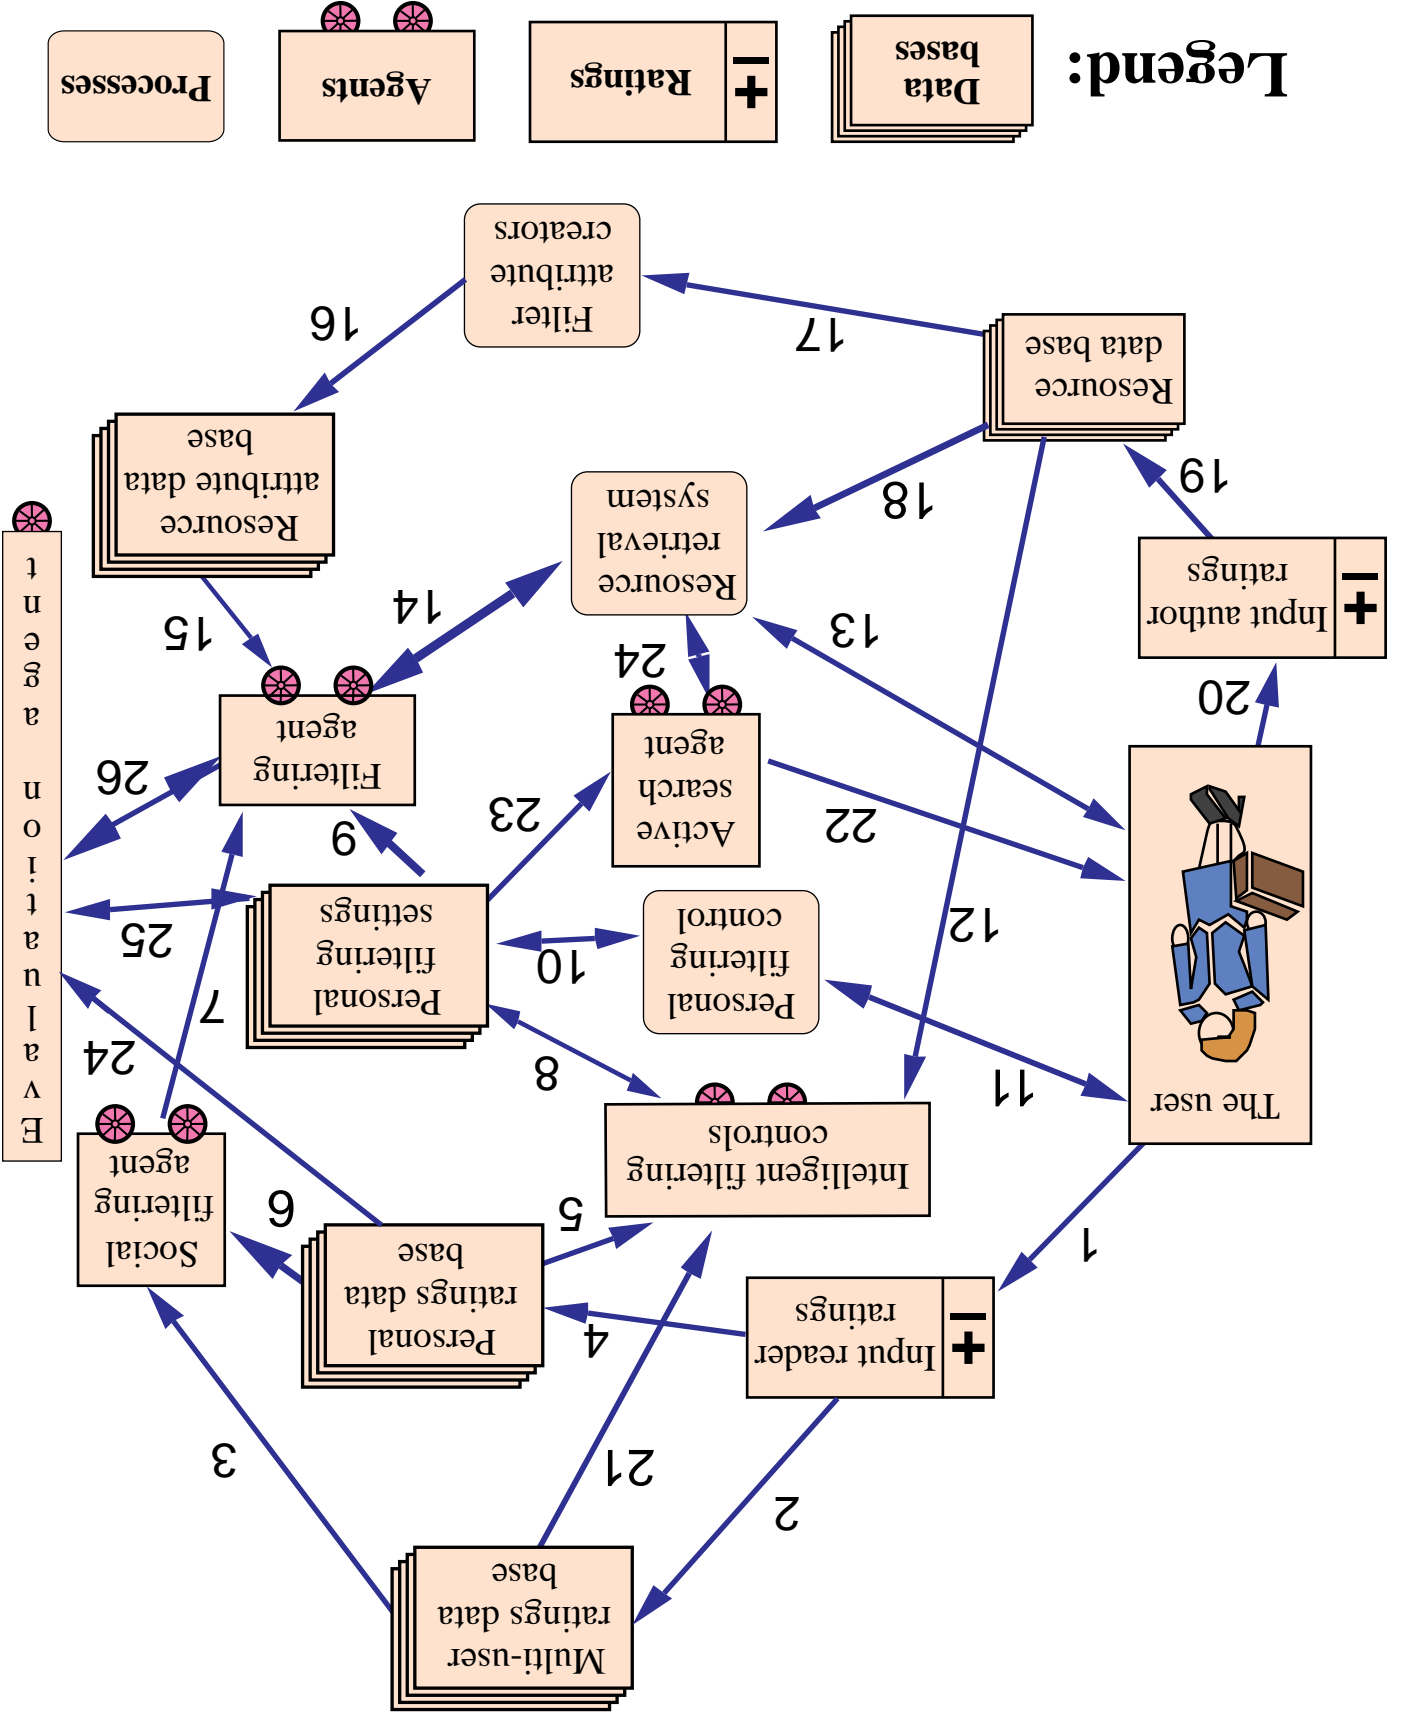 Multi-user
ratings data
base
2
21
3
Input reader
ratings
+
−
Personal
ratings data
base
Social
filtering
agent
1
4
5
6
Intelligent filtering
controls
The user
Evaluation agent
11
8
24
7
Personal
filtering
control
Personal
filtering
settings
12
10
25
Active
search
agent
22
23
9
Filtering
agent
26
20
13
24
14
15
Input author
ratings
+
−
Resource
retrieval
system
Resource
attribute data
base
19
18
Resource
data base
17
16
Filter
attribute
creators
Legend:
Data
bases
+
−
Ratings
Agents
Processes